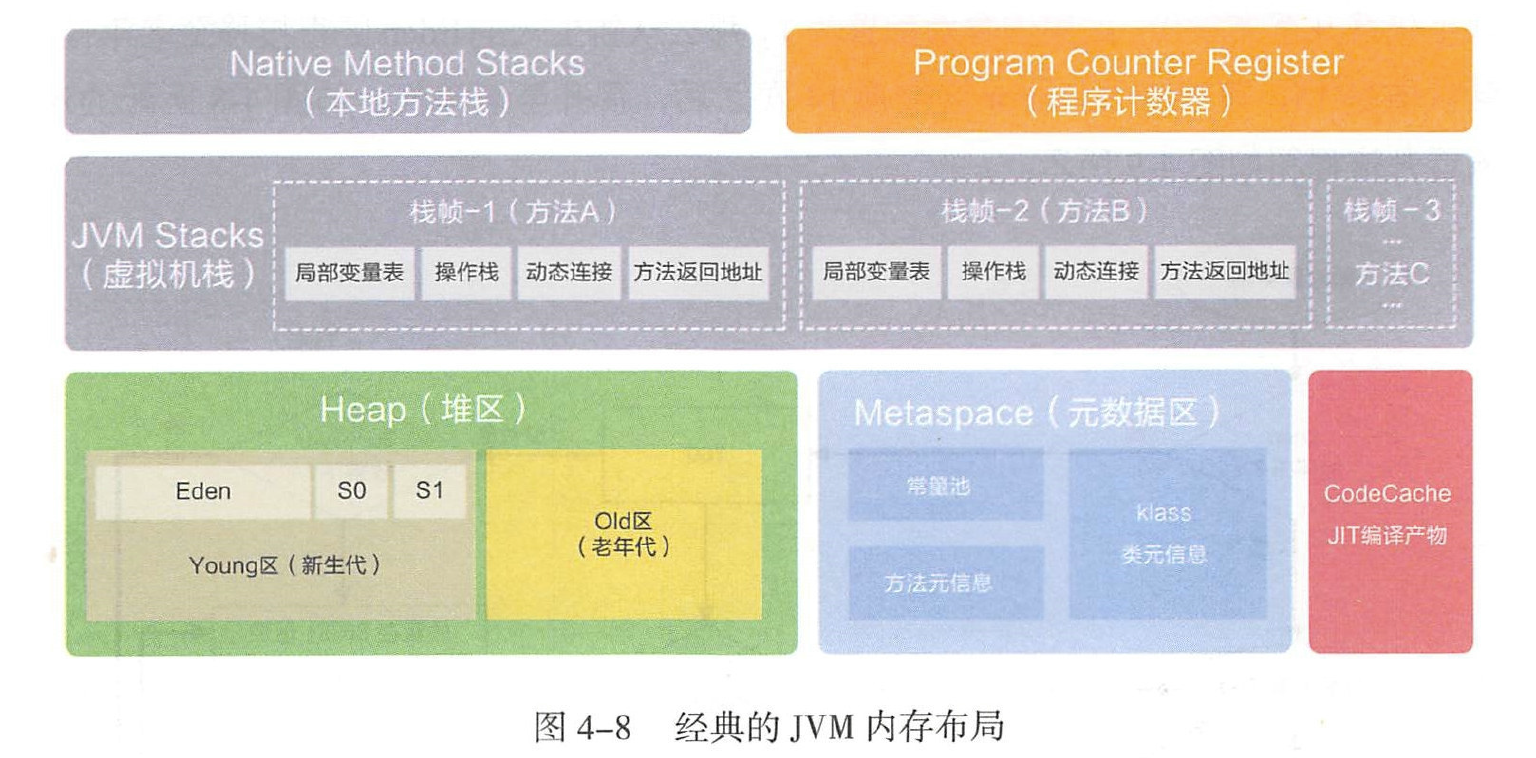 Native Method Stacks
（本地方法栈）
Program Counter Register
（程序计数器）
JVM Stacks
（虚拟机栈）
栈帧-1（方法A）
局部变量表
操作栈
动态连接
方法返回地址
栈帧-2（方法B）
局部变量表
操作栈
动态连接
方法返回地址
栈帧-3
...
方法C
...
Heap（堆区）
Eden
S0
S1
Young区（新生代）
Old区
（老年代）
Metaspace（元数据区）
常量池
方法元信息
klass
类元信息
CodeCache
JIT编译产物
图 4-8 经典的 JVM 内存布局